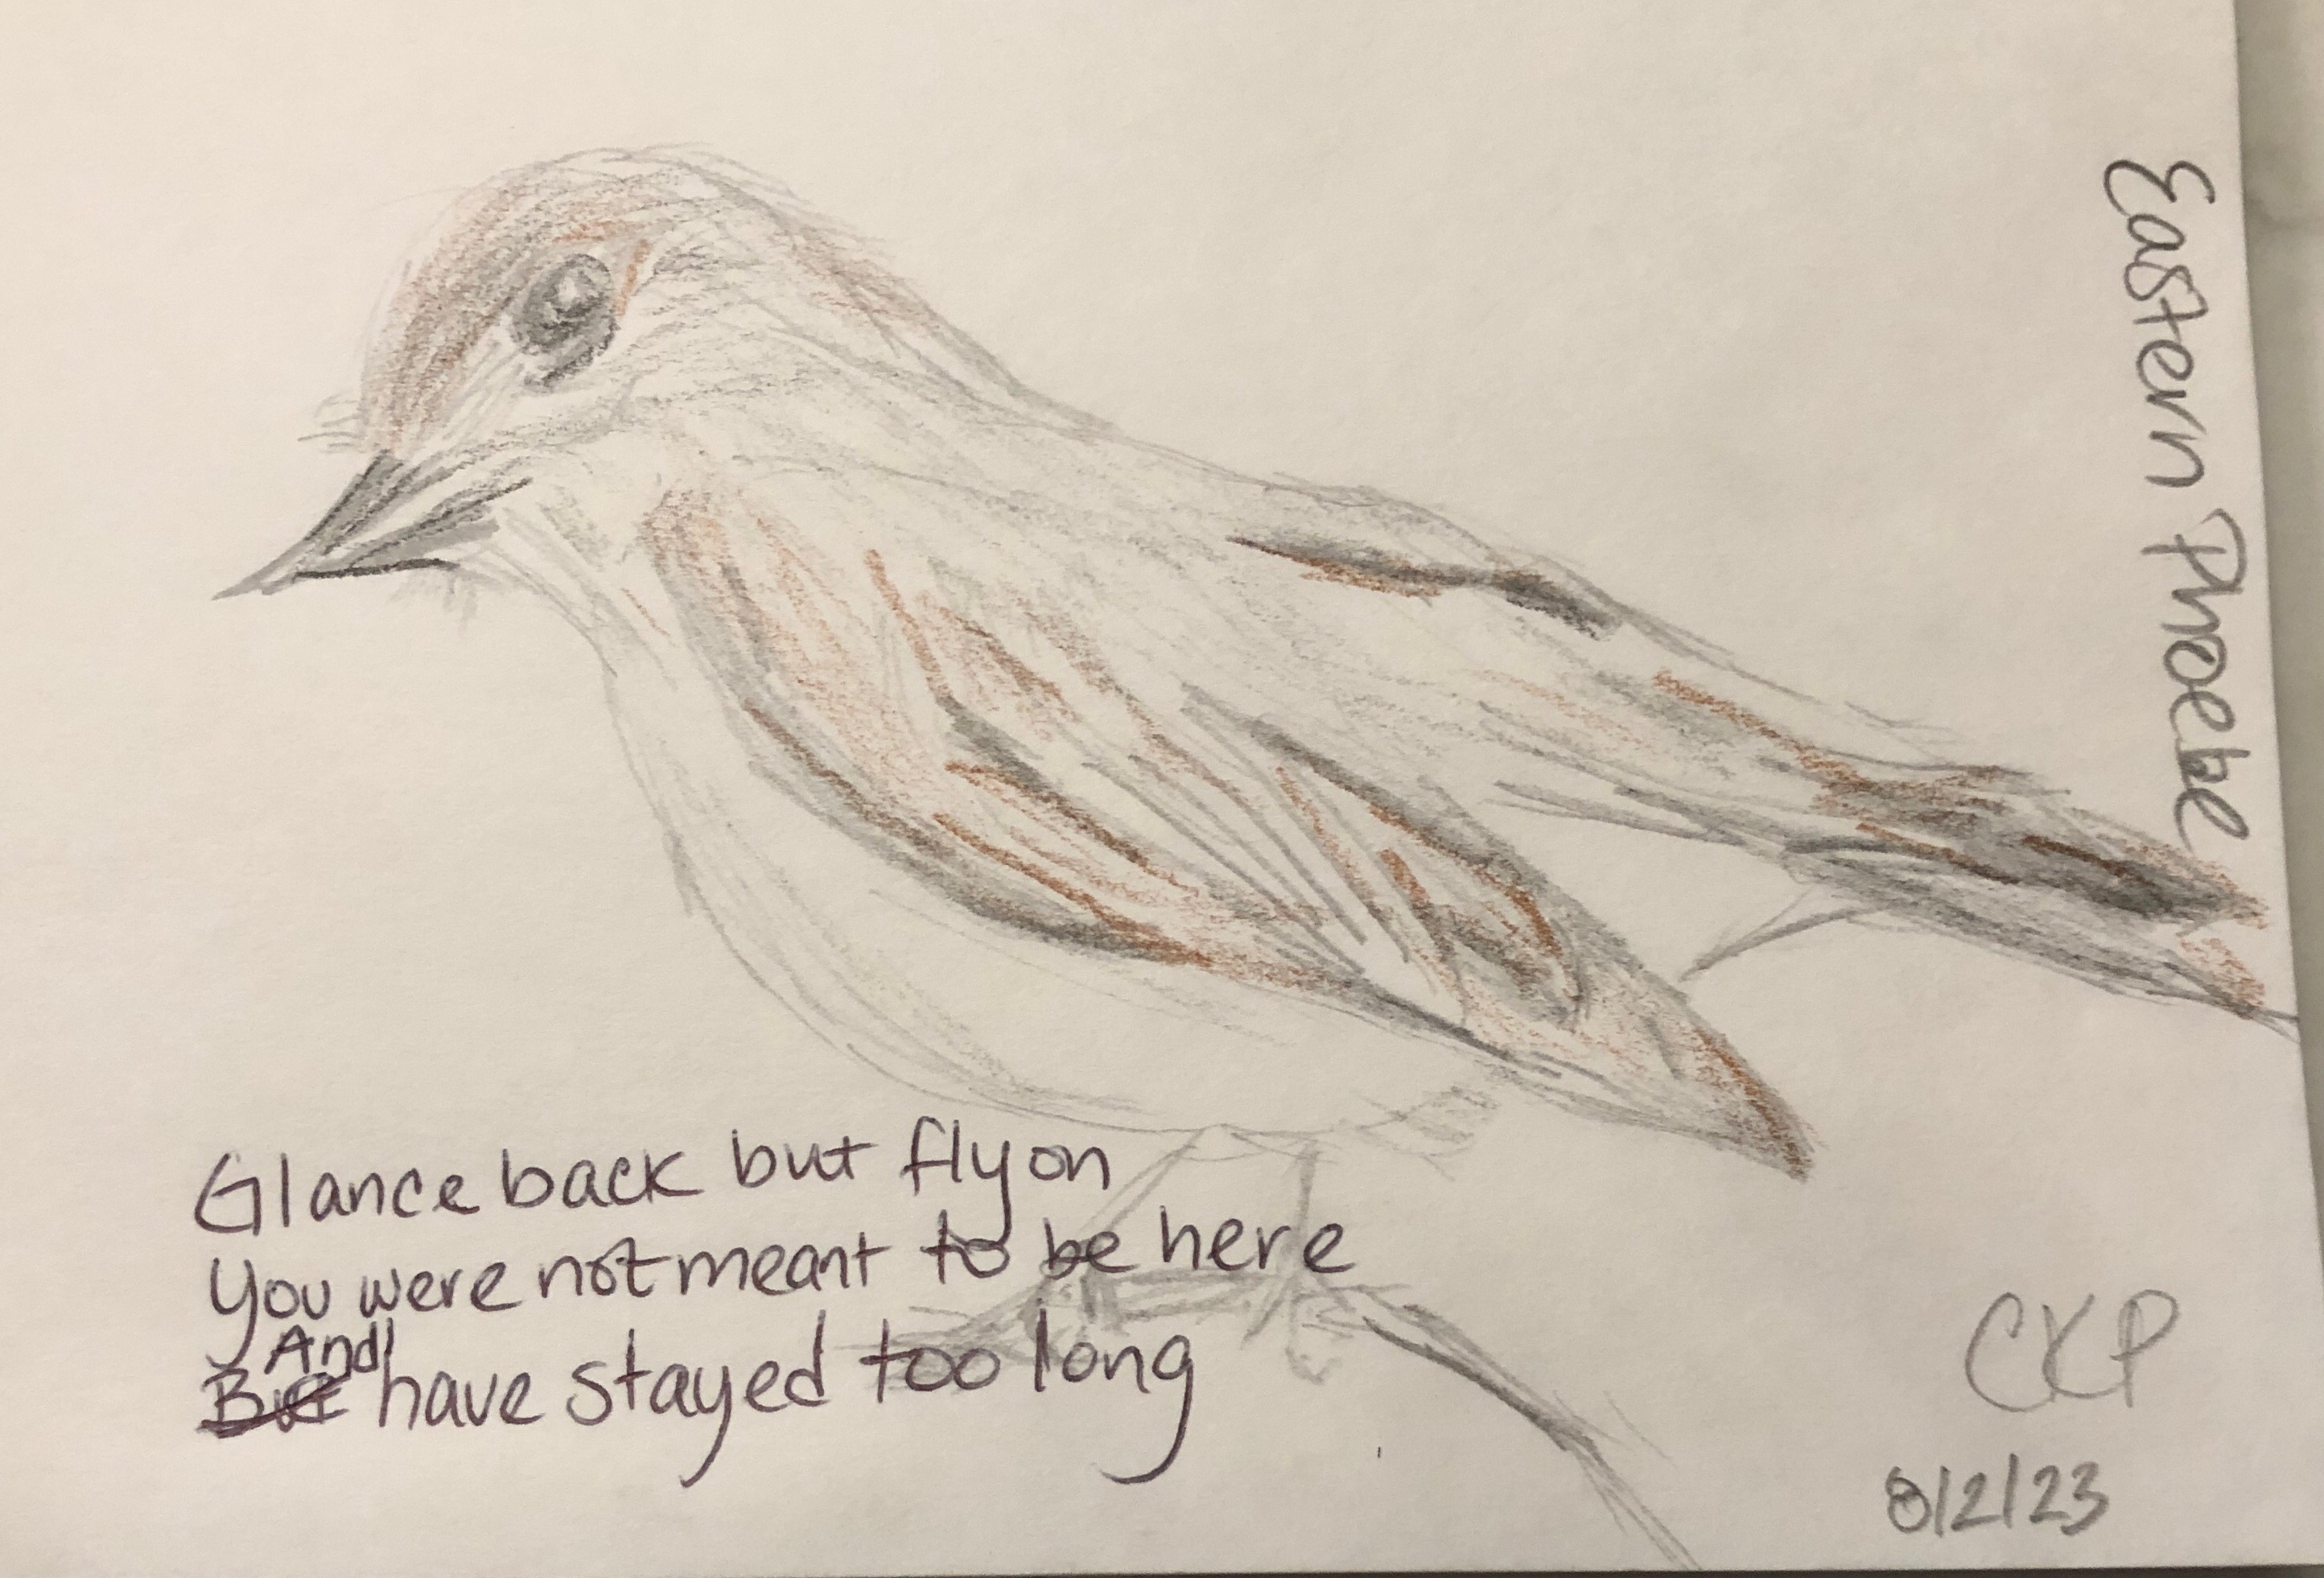 Eastern Phoebe
Glance back but fly on
You were not meant to be here
And
But have stayed too long
CKP
8/2/23